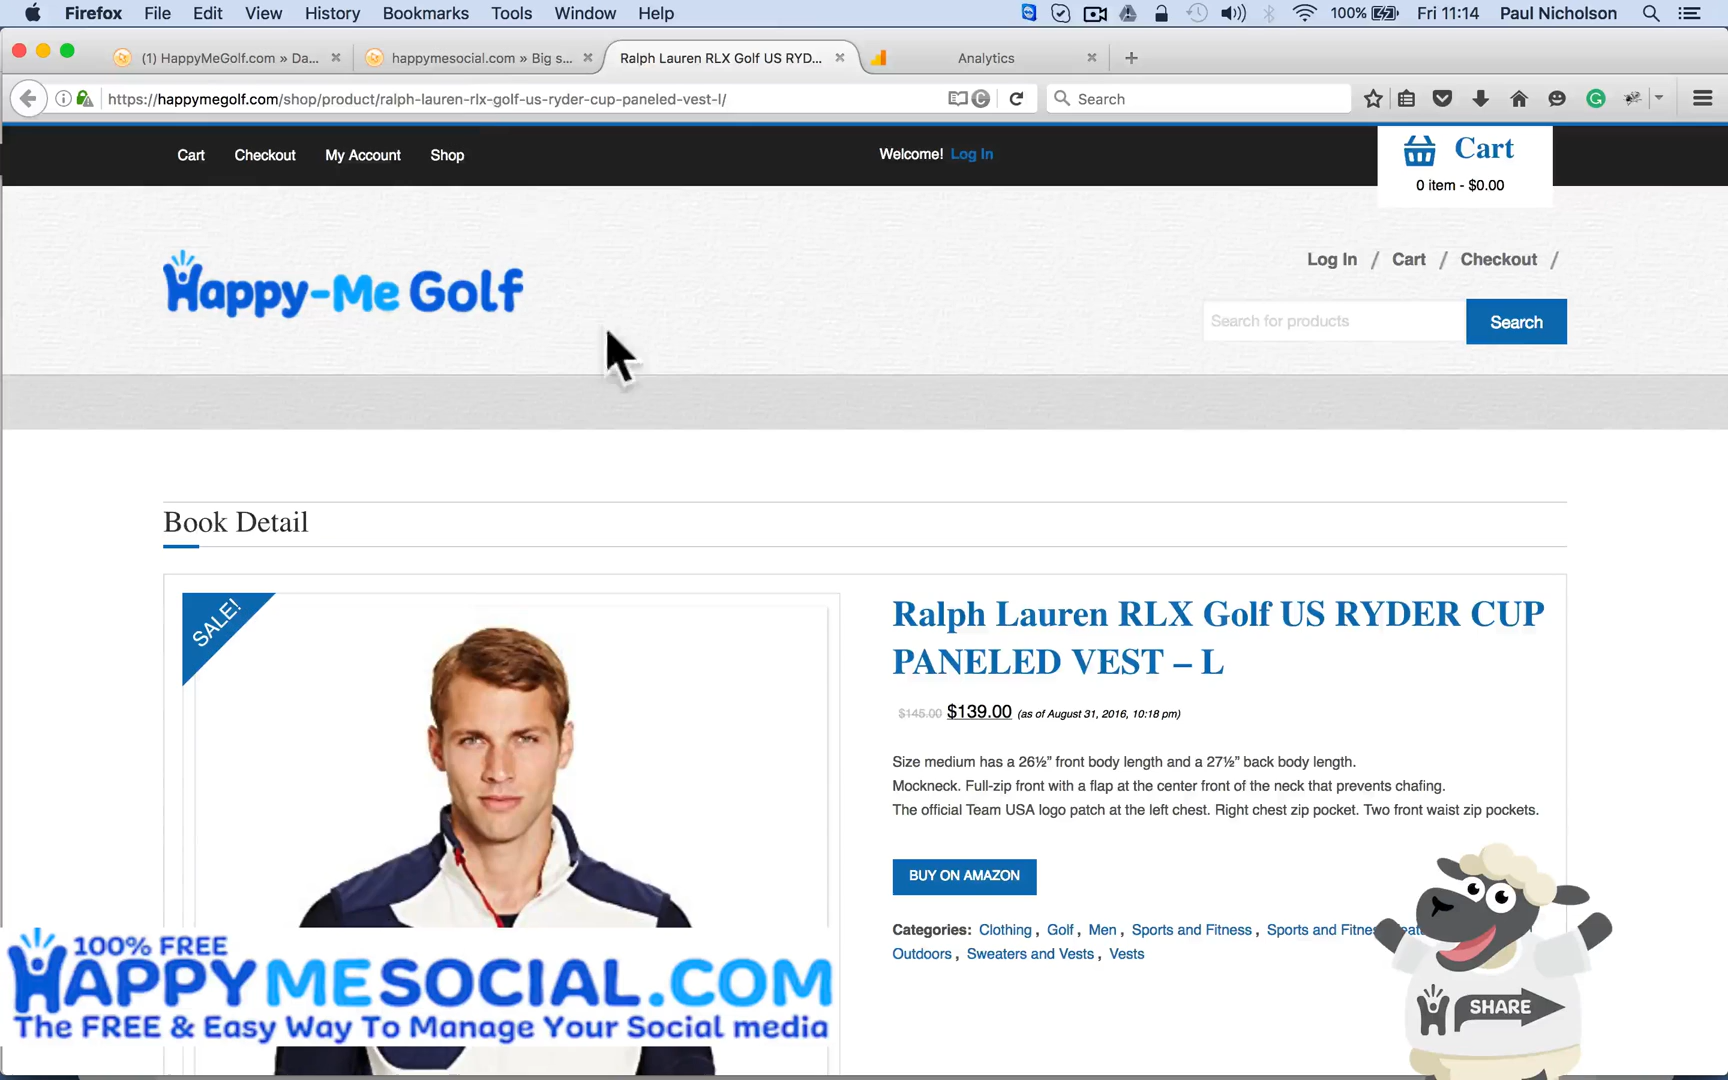 Firefox File Edit View History Bookmarks Tools Window Help 100% Fri 11:14 Paul Nicholson
(1) HappyMeGolf.com » Da... happymesocial.com » Big s... Ralph Lauren RLX Golf US RYD... Analytics
https://happymegolf.com/shop/product/ralph-lauren-rlx-golf-us-ryder-cup-paneled-vest-l/ Search
Cart Checkout My Account Shop Welcome! Log In Cart
0 item - $0.00
Log In / Cart / Checkout /
Happy-Me Golf
Search for products Search
Book Detail
SALE!
Ralph Lauren RLX Golf US RYDER CUP
PANELED VEST – L
$145.00 $139.00 (as of August 31, 2016, 10:18 pm)
Size medium has a 26½” front body length and a 27½” back body length.
Mockneck. Full-zip front with a flap at the center front of the neck that prevents chafing.
The official Team USA logo patch at the left chest. Right chest zip pocket. Two front waist zip pockets.
BUY ON AMAZON
Categories: Clothing , Golf , Men , Sports and Fitness , Sports and
Outdoors , Sweaters and Vests , Vests
100% FREE
HAPPYMESOCIAL.COM
The FREE & Easy Way To Manage Your Social media
SHARE